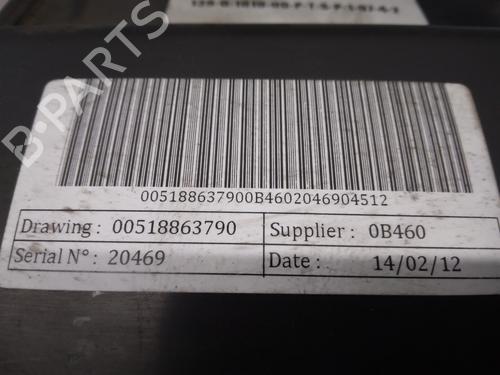 005188637900B4602046904512
Drawing : 00518863790 Supplier : 0B460
Serial N° : 20469 Date : 14/02/12
B-PARTS